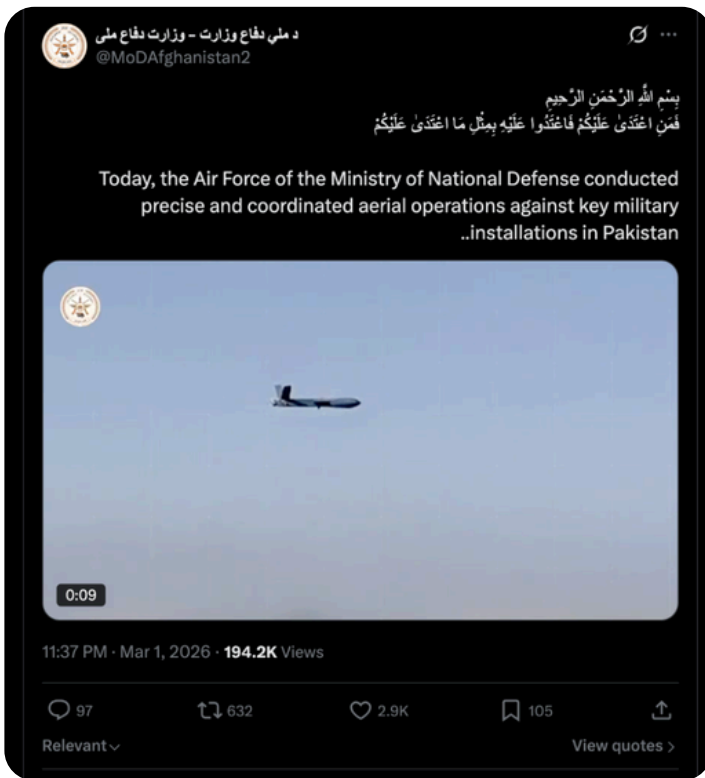 د ملي دفاع وزارت - وزارت دفاع ملی
@MoDAfghanistan2
بِسْمِ اللَّهِ الرَّحْمَنِ الرَّحِيمِ
فَمَنِ اعْتَدَىٰ عَلَيْكُمْ فَاعْتَدُوا عَلَيْهِ بِمِثْلِ مَا اعْتَدَىٰ عَلَيْكُمْ
Today, the Air Force of the Ministry of National Defense conducted
precise and coordinated aerial operations against key military
..installations in Pakistan
0:09
11:37 PM · Mar 1, 2026 · 194.2K Views
97 632 2.9K 105
Relevant View quotes